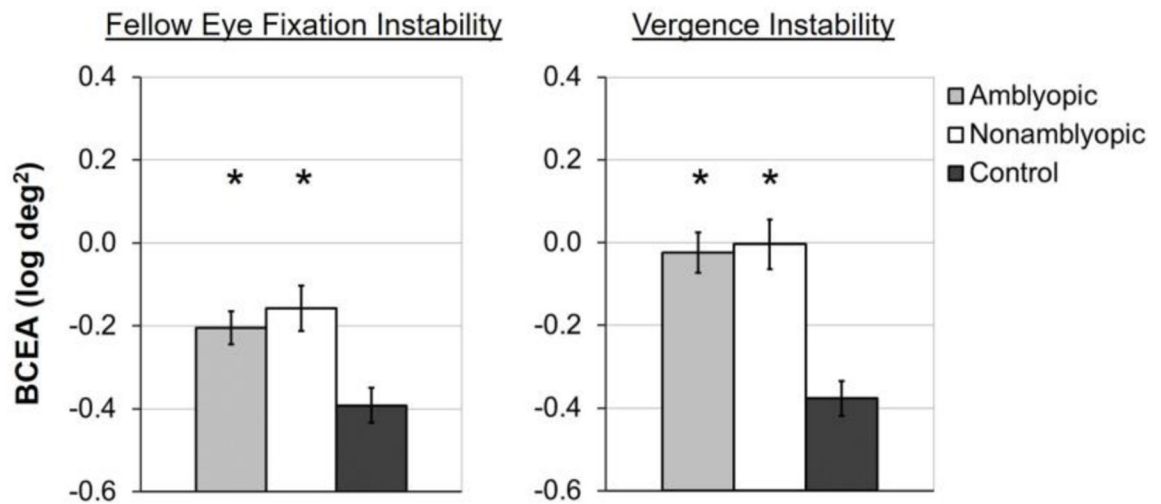 Fellow Eye Fixation Instability
Vergence Instability
BCEA (log deg²)
0.4
0.2
0.0
-0.2
-0.4
-0.6
* *
0.4
0.2
0.0
-0.2
-0.4
-0.6
* *
Amblyopic
Nonamblyopic
Control